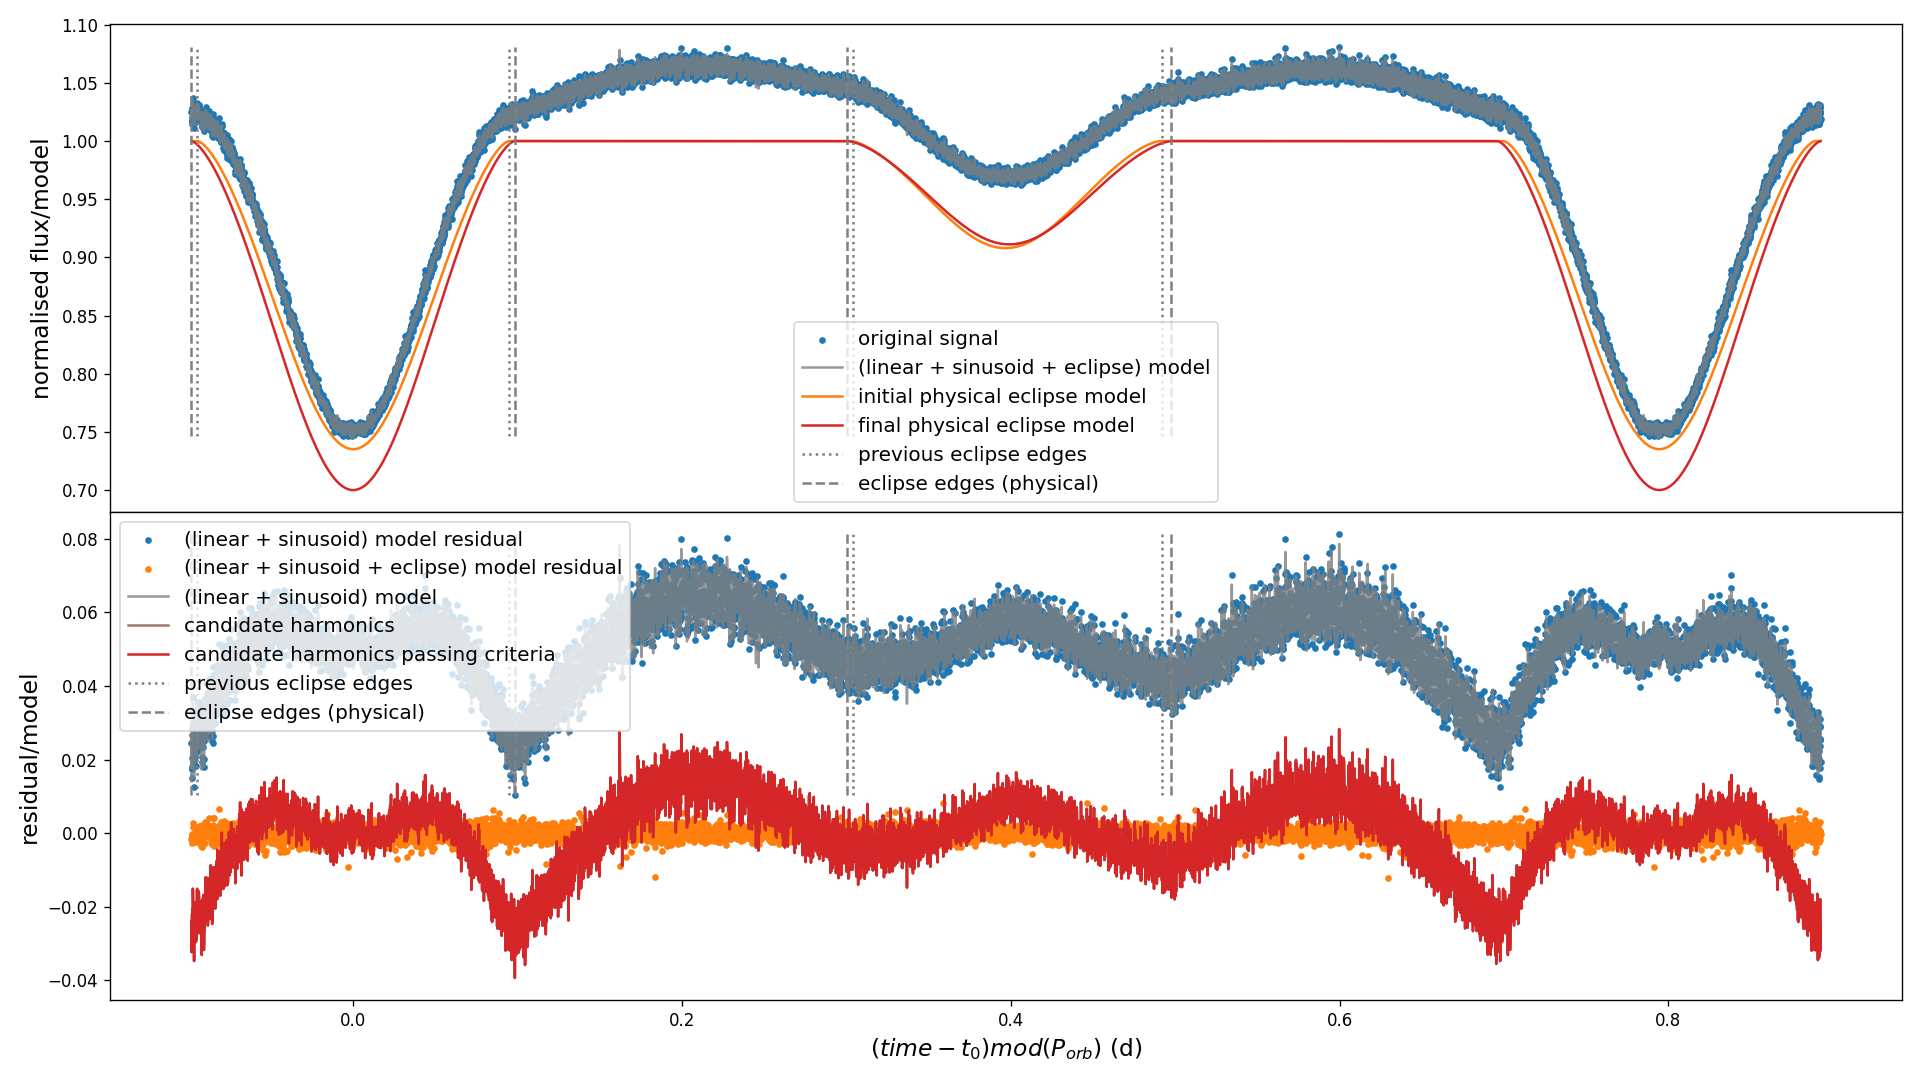 1.10
1.05
1.00
0.95
0.90
0.85
0.80
0.75
0.70
normalised flux/model
original signal
(linear + sinusoid + eclipse) model
initial physical eclipse model
final physical eclipse model
previous eclipse edges
eclipse edges (physical)
0.08
0.06
0.04
0.02
0.00
−0.02
−0.04
residual/model
(linear + sinusoid) model residual
(linear + sinusoid + eclipse) model residual
(linear + sinusoid) model
candidate harmonics
candidate harmonics passing criteria
previous eclipse edges
eclipse edges (physical)
0.0 0.2 0.4 0.6 0.8
(time − t₀)mod(P_orb) (d)